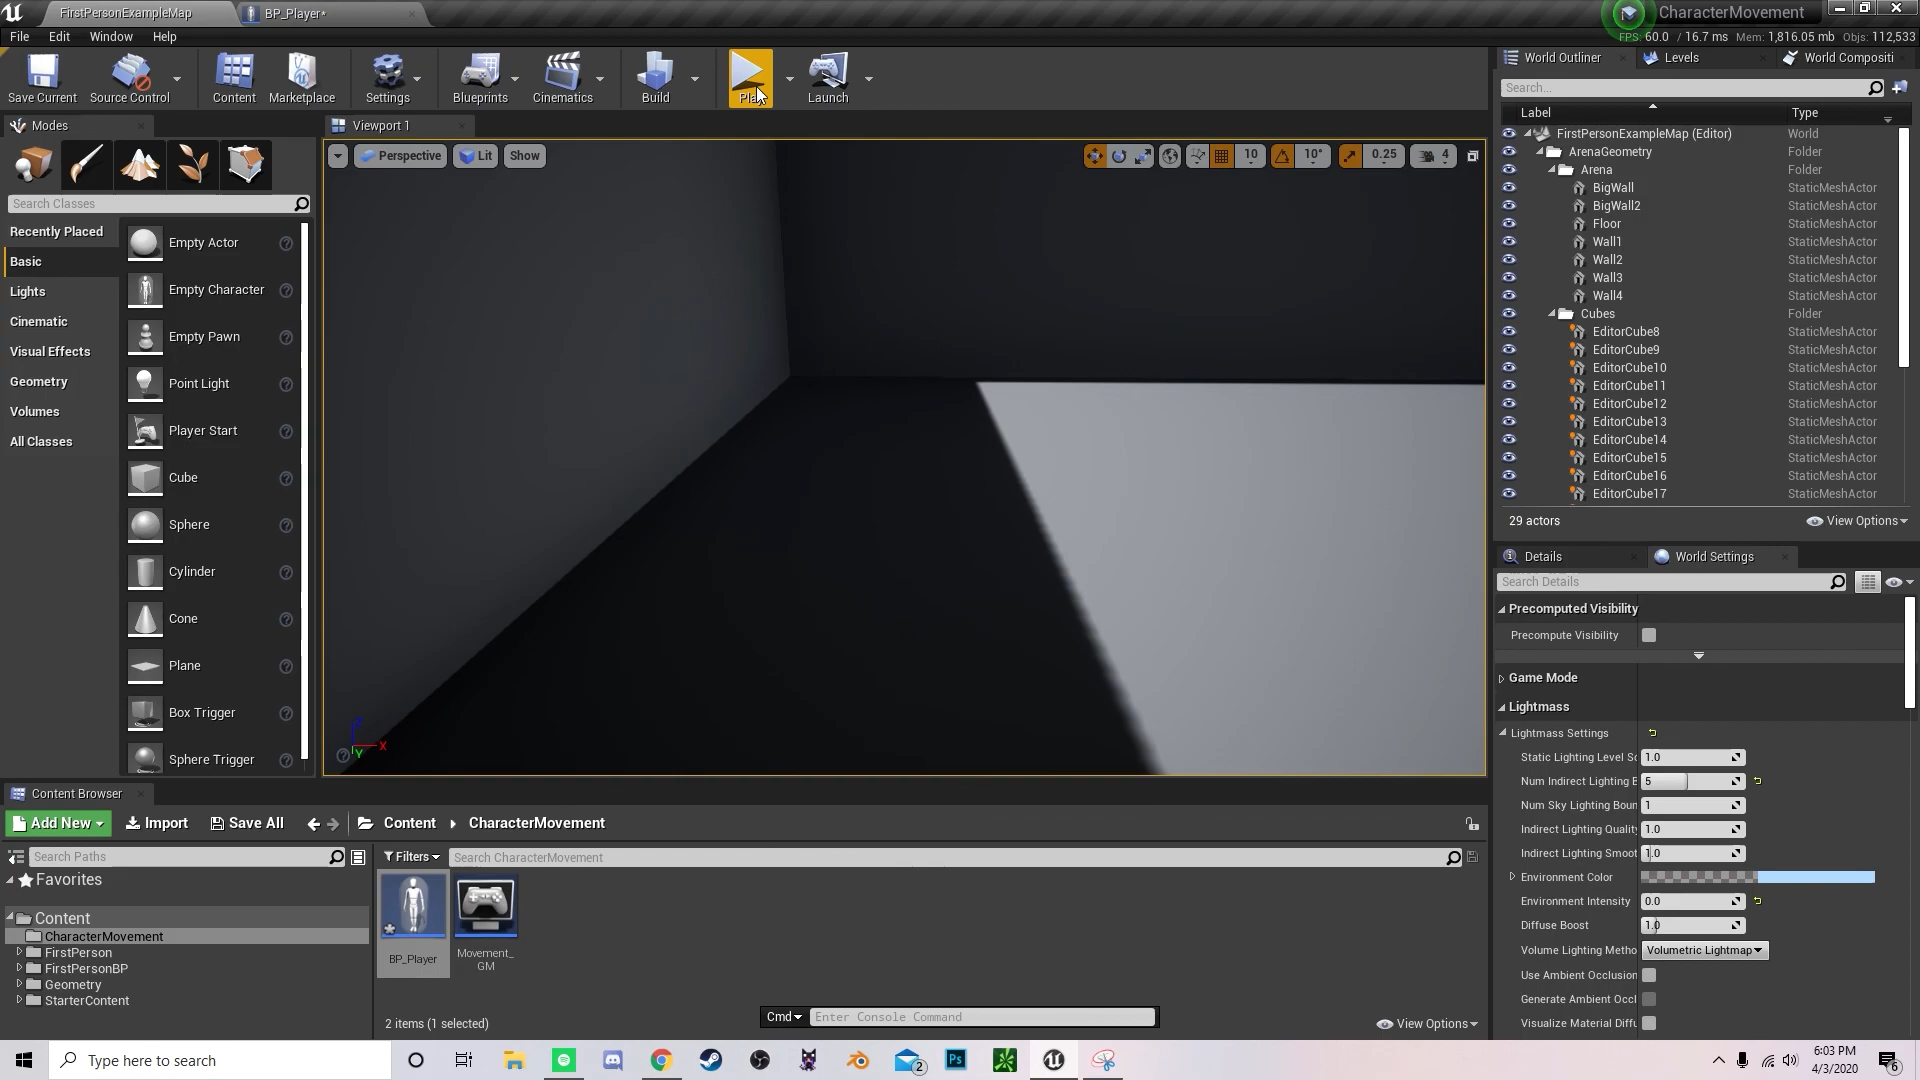 FirstPersonExampleMap
BP_Player*
CharacterMovement
File Edit Window Help
FPS: 60.0 / 16.7 ms Mem: 1,816.05 mb Objs: 112,533
Save Current Source Control Content Marketplace Settings Blueprints Cinematics Build Play Launch
Modes
Search Classes
Recently Placed
Basic
Lights
Cinematic
Visual Effects
Geometry
Volumes
All Classes
Empty Actor
Empty Character
Empty Pawn
Point Light
Player Start
Cube
Sphere
Cylinder
Cone
Plane
Box Trigger
Sphere Trigger
Viewport 1
Perspective Lit Show
10 10° 0.25 4
X
Y
World Outliner Levels World Compositi
Search...
Label Type
FirstPersonExampleMap (Editor) World
ArenaGeometry Folder
Arena Folder
BigWall StaticMeshActor
BigWall2 StaticMeshActor
Floor StaticMeshActor
Wall1 StaticMeshActor
Wall2 StaticMeshActor
Wall3 StaticMeshActor
Wall4 StaticMeshActor
Cubes Folder
EditorCube8 StaticMeshActor
EditorCube9 StaticMeshActor
EditorCube10 StaticMeshActor
EditorCube11 StaticMeshActor
EditorCube12 StaticMeshActor
EditorCube13 StaticMeshActor
EditorCube14 StaticMeshActor
EditorCube15 StaticMeshActor
EditorCube16 StaticMeshActor
EditorCube17 StaticMeshActor
29 actors View Options
Details World Settings
Search Details
Precomputed Visibility
Precompute Visibility
Game Mode
Lightmass
Lightmass Settings
Static Lighting Level Sc 1.0
Num Indirect Lighting B 5
Num Sky Lighting Boun 1
Indirect Lighting Quality 1.0
Indirect Lighting Smoot 1.0
Environment Color
Environment Intensity 0.0
Diffuse Boost 1.0
Volume Lighting Metho Volumetric Lightmap
Use Ambient Occlusion
Generate Ambient Occl
Visualize Material Diffu
Content Browser
Add New Import Save All Content CharacterMovement
Search Paths
Filters Search CharacterMovement
Favorites
Content
CharacterMovement
FirstPerson
FirstPersonBP
Geometry
StarterContent
BP_Player
Movement_
GM
2 items (1 selected)
Cmd Enter Console Command
View Options
Type here to search
2
Ps
6:03 PM
4/3/2020
6